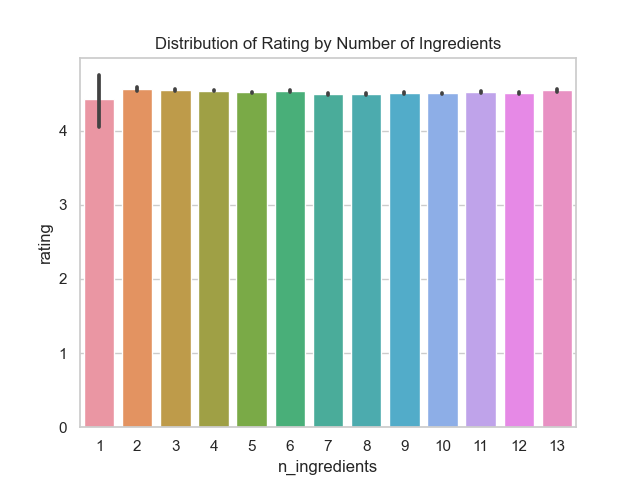 Distribution of Rating by Number of Ingredients
rating
4
3
2
1
0
1 2 3 4 5 6 7 8 9 10 11 12 13
n_ingredients